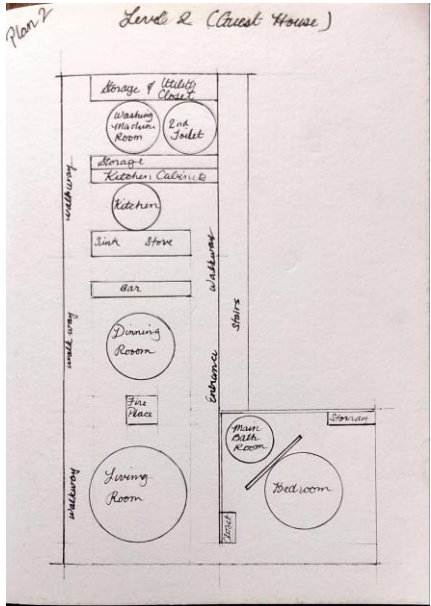 Plan 2
Level 2 (Guest House)
Storage & Utility
Closet
Washing
Machine
Room
2nd
Toilet
Storage
Kitchen Cabinets
Kitchen
walkway
Sink Stove
Walkway
Bar
Stairs
walk way
Dinning
Rooom
Entrance
Fire
Place
Main
Bath
Room
Living
Room
walkway
Bedroom
Closet